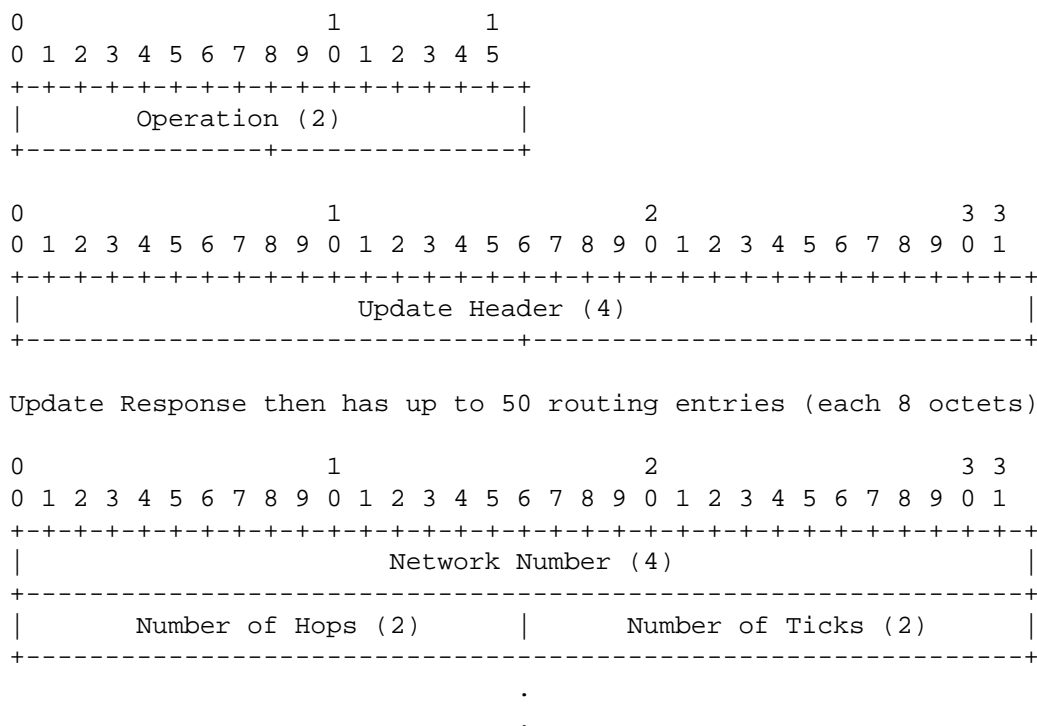 0                   1         1
0 1 2 3 4 5 6 7 8 9 0 1 2 3 4 5
+-+-+-+-+-+-+-+-+-+-+-+-+-+-+-+-+
|       Operation (2)           |
+---------------+---------------+
0                   1                   2                   3 3
0 1 2 3 4 5 6 7 8 9 0 1 2 3 4 5 6 7 8 9 0 1 2 3 4 5 6 7 8 9 0 1
+-+-+-+-+-+-+-+-+-+-+-+-+-+-+-+-+-+-+-+-+-+-+-+-+-+-+-+-+-+-+-+-+
|                     Update Header (4)                         |
+-------------------------------+-------------------------------+
Update Response then has up to 50 routing entries (each 8 octets)
0                   1                   2                   3 3
0 1 2 3 4 5 6 7 8 9 0 1 2 3 4 5 6 7 8 9 0 1 2 3 4 5 6 7 8 9 0 1
+-+-+-+-+-+-+-+-+-+-+-+-+-+-+-+-+-+-+-+-+-+-+-+-+-+-+-+-+-+-+-+-+
|                       Network Number (4)                      |
+---------------------------------------------------------------+
|       Number of Hops (2)      |      Number of Ticks (2)      |
+---------------------------------------------------------------+
.
.